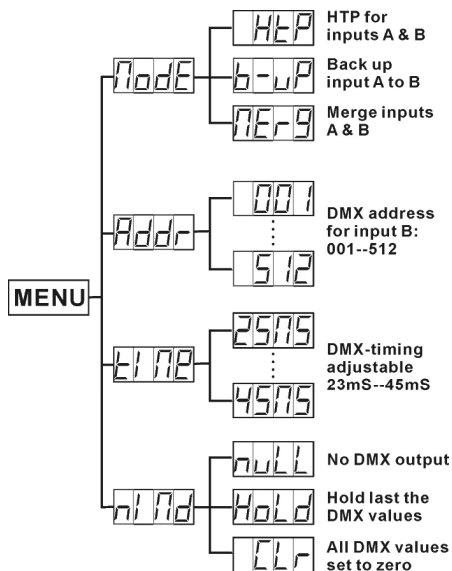 MENU
ModE
HtP
HTP for
inputs A & B
b-uP
Back up
input A to B
MErg
Merge inputs
A & B
Addr
001
512
DMX address
for input B:
001--512
tIMe
25MS
45MS
DMX-timing
adjustable
23mS--45mS
nIMd
nuLL
No DMX output
HoLd
Hold last the
DMX values
CLr
All DMX values
set to zero